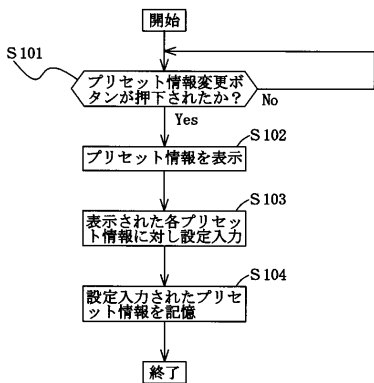 開始
S101
プリセット情報変更ボ
タンが押下されたか？
No
Yes
S102
プリセット情報を表示
S103
表示された各プリセッ
ト情報に対し設定入力
S104
設定入力されたプリセ
ット情報を記憶
終了